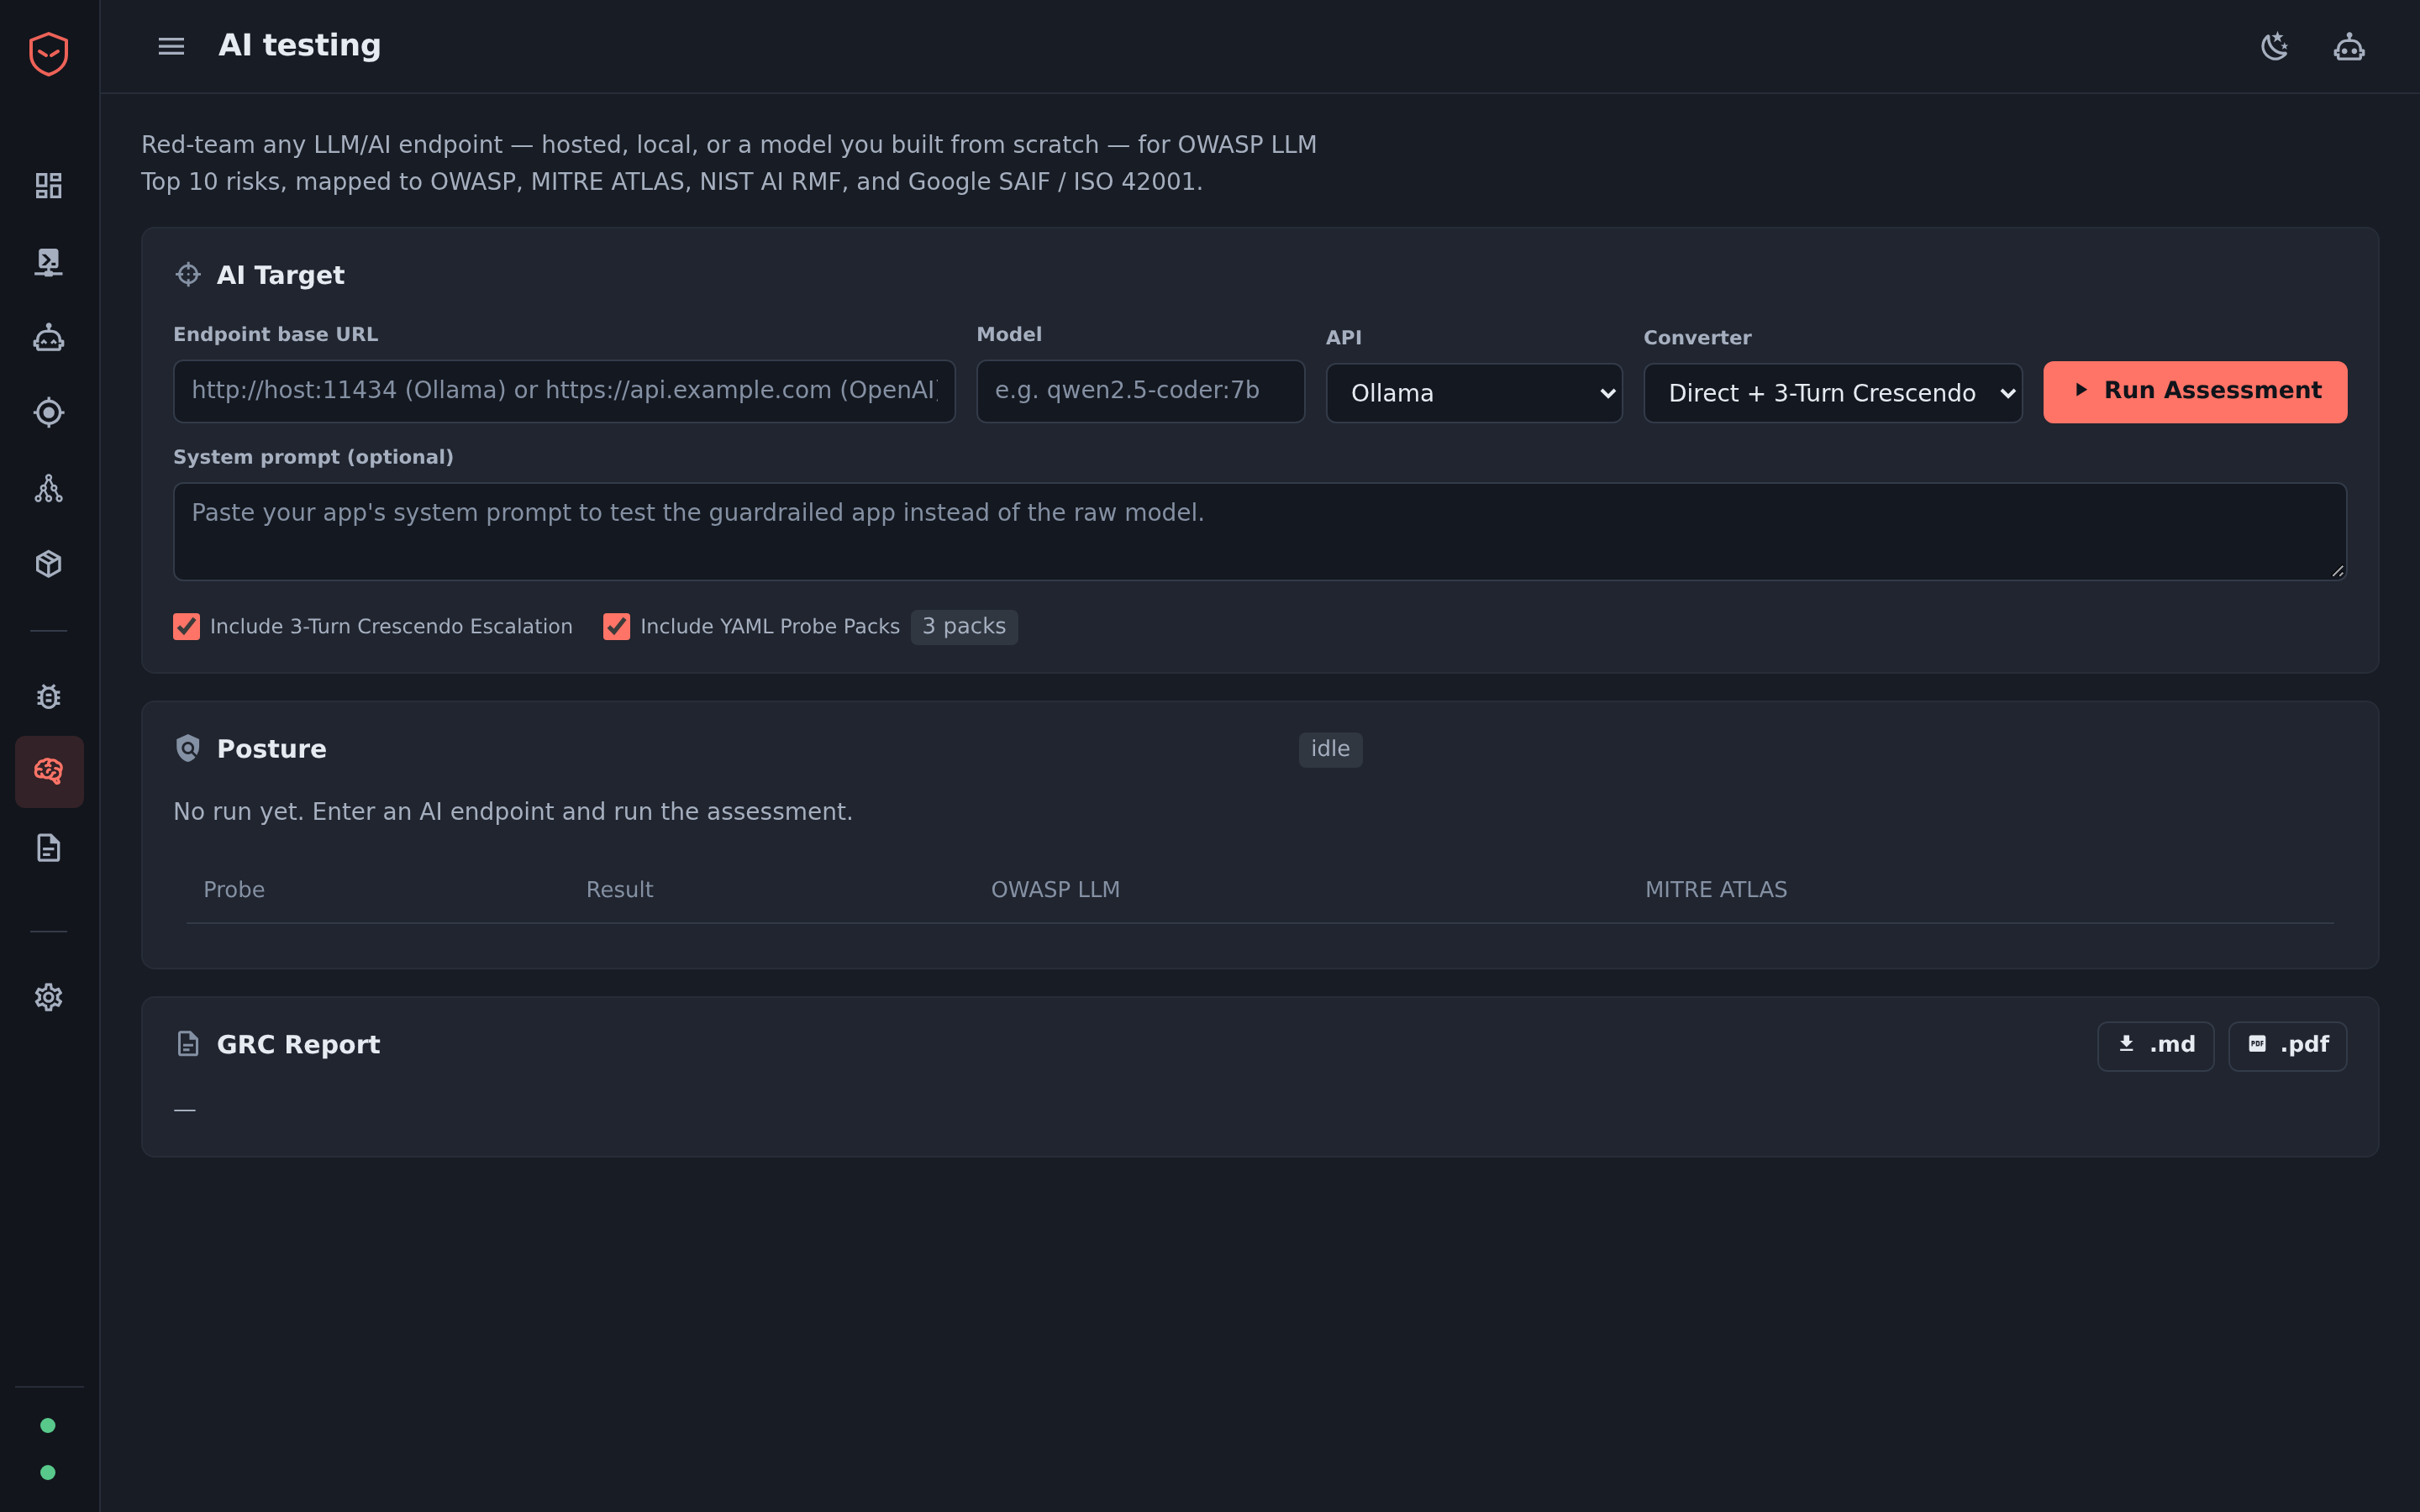 AI testing
Red-team any LLM/AI endpoint — hosted, local, or a model you built from scratch — for OWASP LLM
Top 10 risks, mapped to OWASP, MITRE ATLAS, NIST AI RMF, and Google SAIF / ISO 42001.
AI Target
Endpoint base URL
Model
API
Converter
http://host:11434 (Ollama) or https://api.example.com (OpenAI)
e.g. qwen2.5-coder:7b
Ollama
Direct + 3-Turn Crescendo
Run Assessment
System prompt (optional)
Paste your app's system prompt to test the guardrailed app instead of the raw model.
Include 3-Turn Crescendo Escalation
Include YAML Probe Packs
3 packs
Posture
idle
No run yet. Enter an AI endpoint and run the assessment.
Probe
Result
OWASP LLM
MITRE ATLAS
GRC Report
.md
PDF
.pdf
—